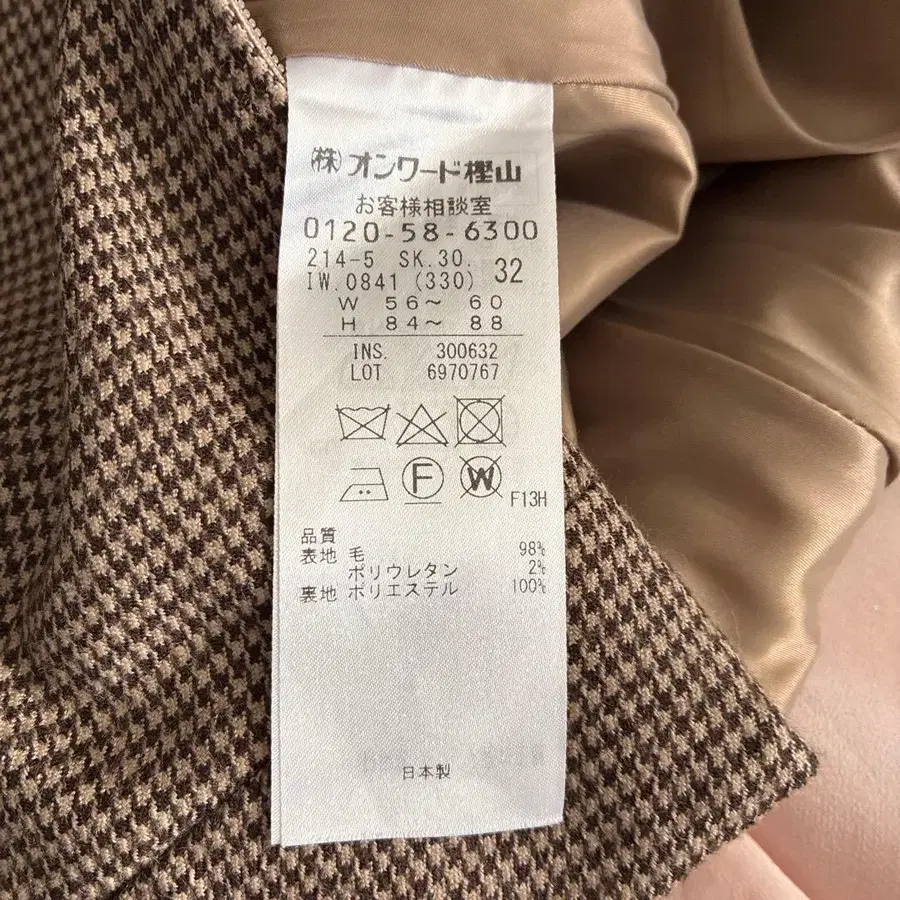 (株)オンワード樫山
お客様相談室
0120-58-6300
214-5 SK.30.
IW.0841 (330) 32
W 56〜 60
H 84〜 88
INS. 300632
LOT 6970767
F
W
F13H
品質
表地 毛 98%
ポリウレタン 2%
裏地 ポリエステル 100%
日本製